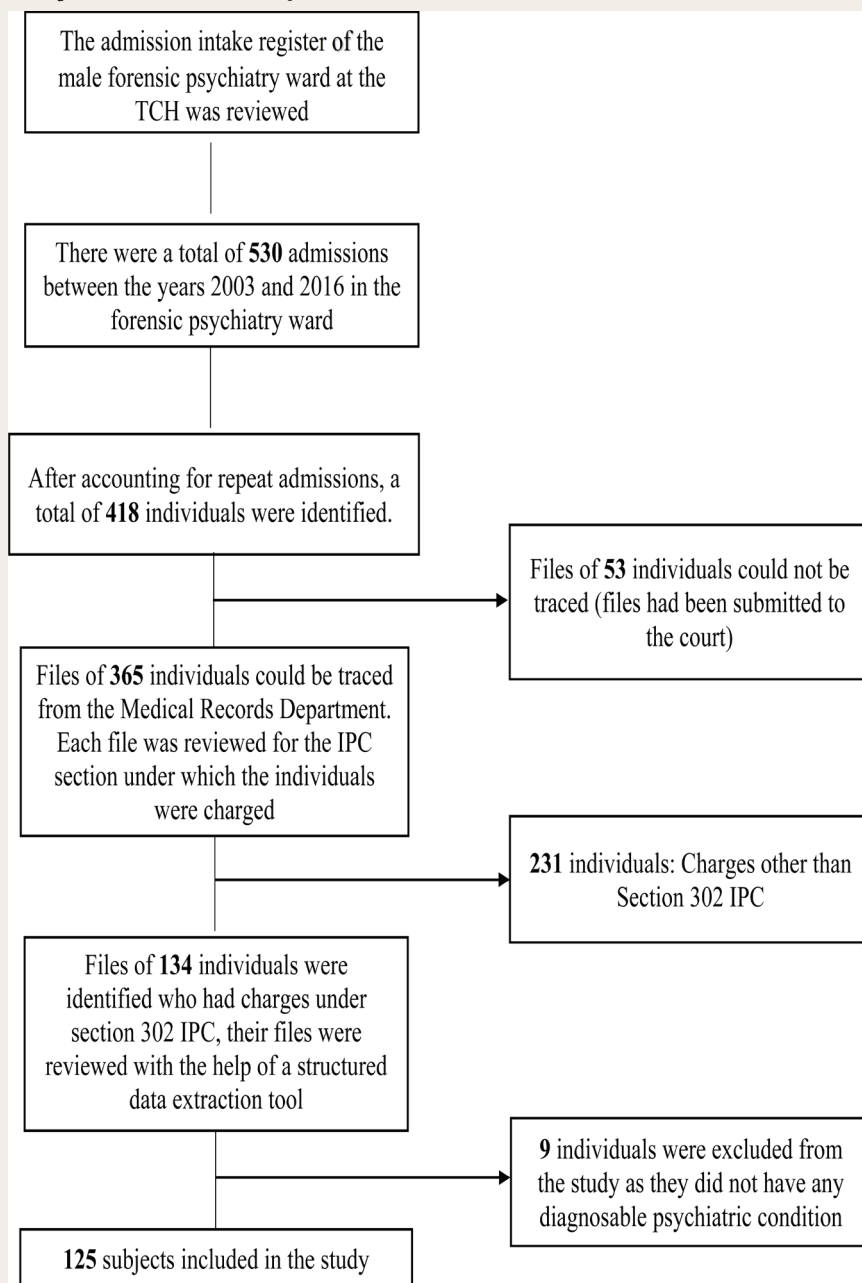 The admission intake register of the
male forensic psychiatry ward at the
TCH was reviewed
There were a total of 530 admissions
between the years 2003 and 2016 in the
forensic psychiatry ward
After accounting for repeat admissions, a
total of 418 individuals were identified.
Files of 53 individuals could not be
traced (files had been submitted to
the court)
Files of 365 individuals could be traced
from the Medical Records Department.
Each file was reviewed for the IPC
section under which the individuals
were charged
231 individuals: Charges other than
Section 302 IPC
Files of 134 individuals were
identified who had charges under
section 302 IPC, their files were
reviewed with the help of a structured
data extraction tool
9 individuals were excluded from
the study as they did not have any
diagnosable psychiatric condition
125 subjects included in the study